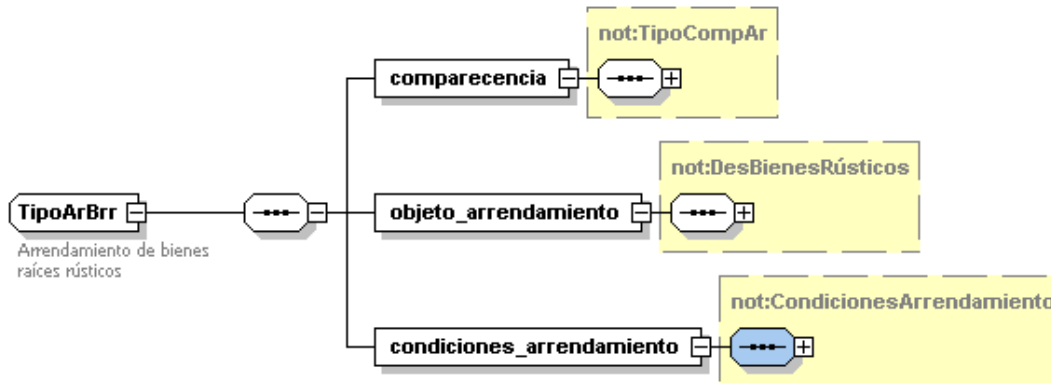 not:TipoCompAr
comparecencia
not:DesBienesRústicos
TipoArBrr
objeto_arrendamiento
Arrendamiento de bienes
raíces rústicos
not:CondicionesArrendamiento
condiciones_arrendamiento